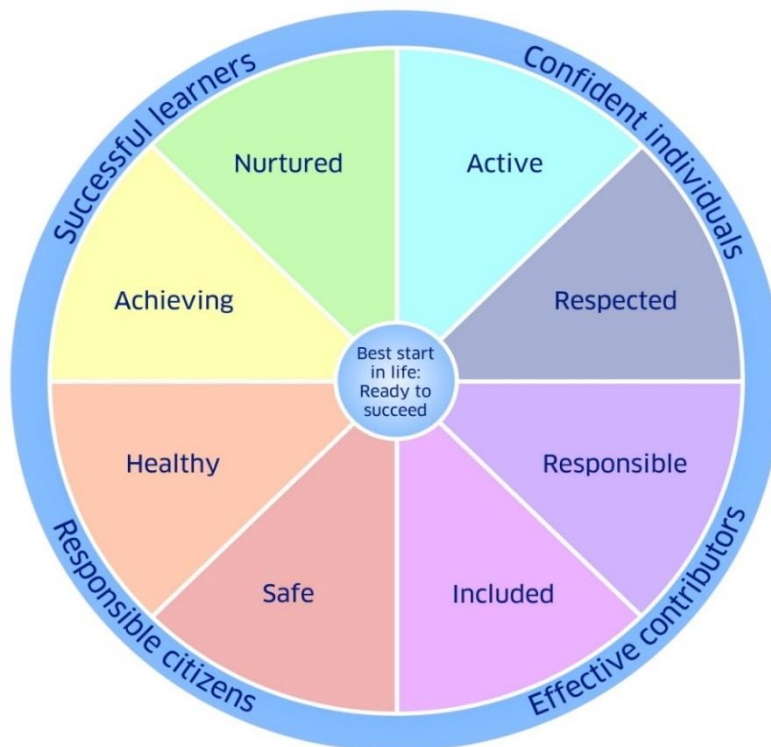 Successful learners
Confident individuals
Nurtured
Active
Achieving
Respected
Best start
in life:
Ready to
succeed
Healthy
Responsible
Safe
Included
Responsible citizens
Effective contributors